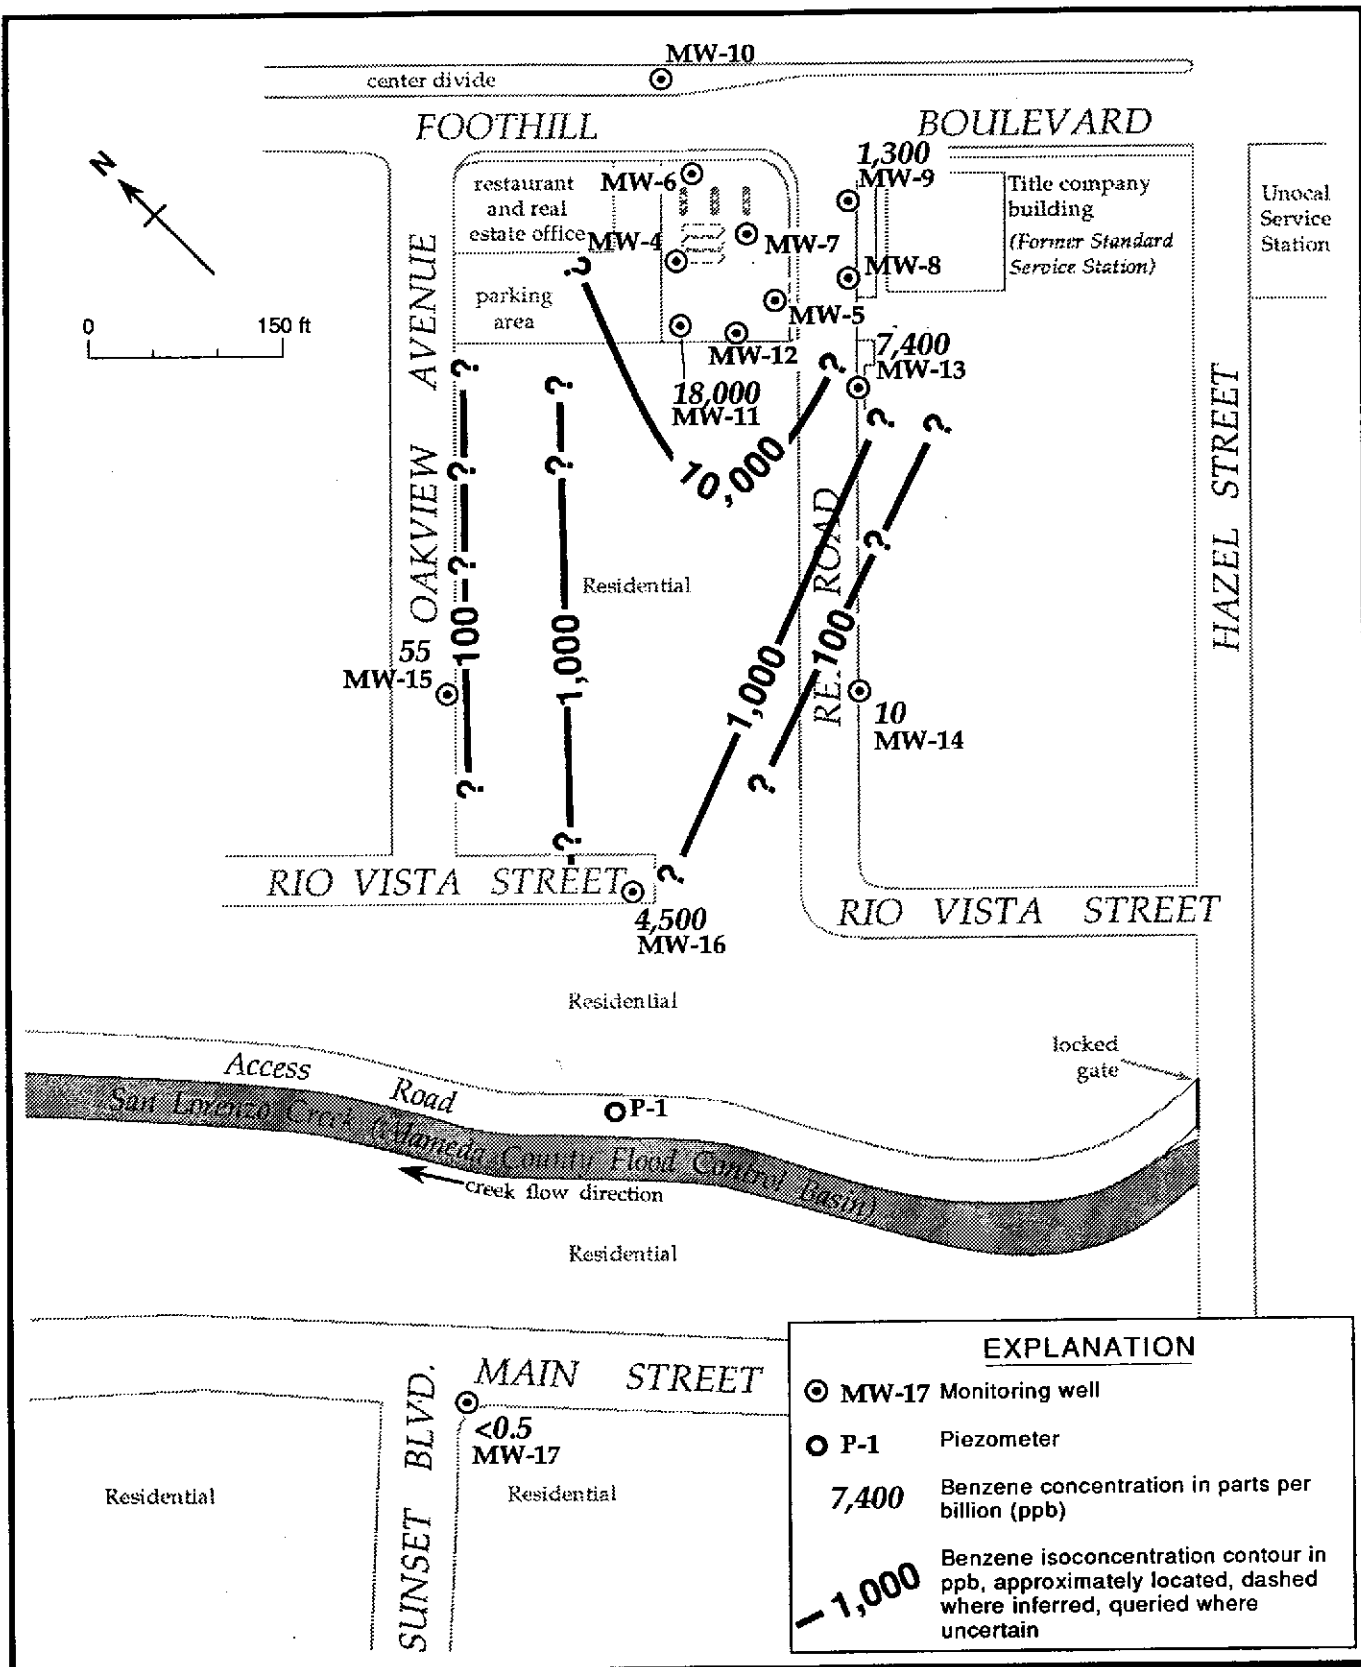 MW-10
center divide
FOOTHILL BOULEVARD
N
0 150 ft
restaurant
and real
estate office
parking
area
MW-6
MW-4
MW-7
MW-5
MW-12
18,000
MW-11
1,300
MW-9
MW-8
7,400
MW-13
Title company
building
(Former Standard
Service Station)
Unocal
Service
Station
OAKVIEW AVENUE
HAZEL STREET
ROAD
?
?
10,000
?
?
100
?
?
?
?
?
1,000
?
?
1,000
?
?
?
100
?
Residential
55
MW-15
10
MW-14
RIO VISTA STREET
4,500
MW-16
RIO VISTA STREET
Residential
locked
gate
Access Road
San Lorenzo Creek (Alameda County Flood Control Basin)
P-1
creek flow direction
Residential
MAIN STREET
SUNSET BLVD.
<0.5
MW-17
Residential
Residential
EXPLANATION
MW-17 Monitoring well
P-1 Piezometer
7,400 Benzene concentration in parts per
billion (ppb)
1,000 Benzene isoconcentration contour in
ppb, approximately located, dashed
where inferred, queried where
uncertain